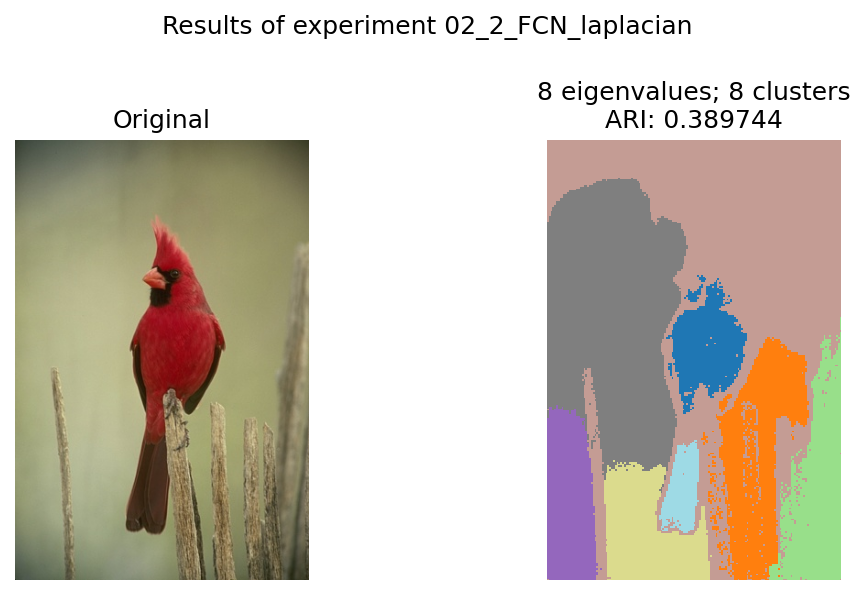 Results of experiment 02_2_FCN_laplacian
Original
8 eigenvalues; 8 clusters
ARI: 0.389744